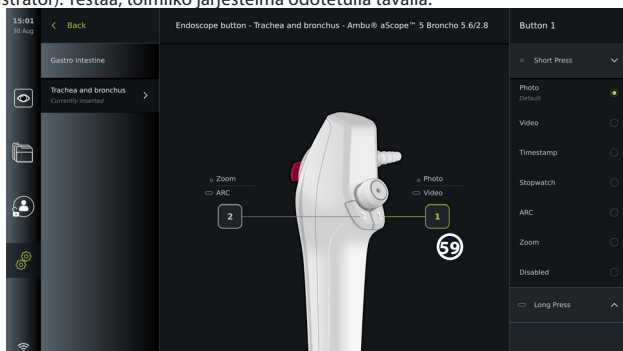 strator). Testaa, toimiiko järjestelmä odotetulla tavalla.
15:01
30 Aug
Back
Endoscope button - Trachea and bronchus - Ambu® aScope™ 5 Broncho 5.6/2.8
Button 1
Gastro intestine
Trachea and bronchus
Currently inserted
Zoom
ARC
2
Photo
Video
1
59
Short Press
Photo
Default
Video
Timestamp
Stopwatch
ARC
Zoom
Disabled
Long Press